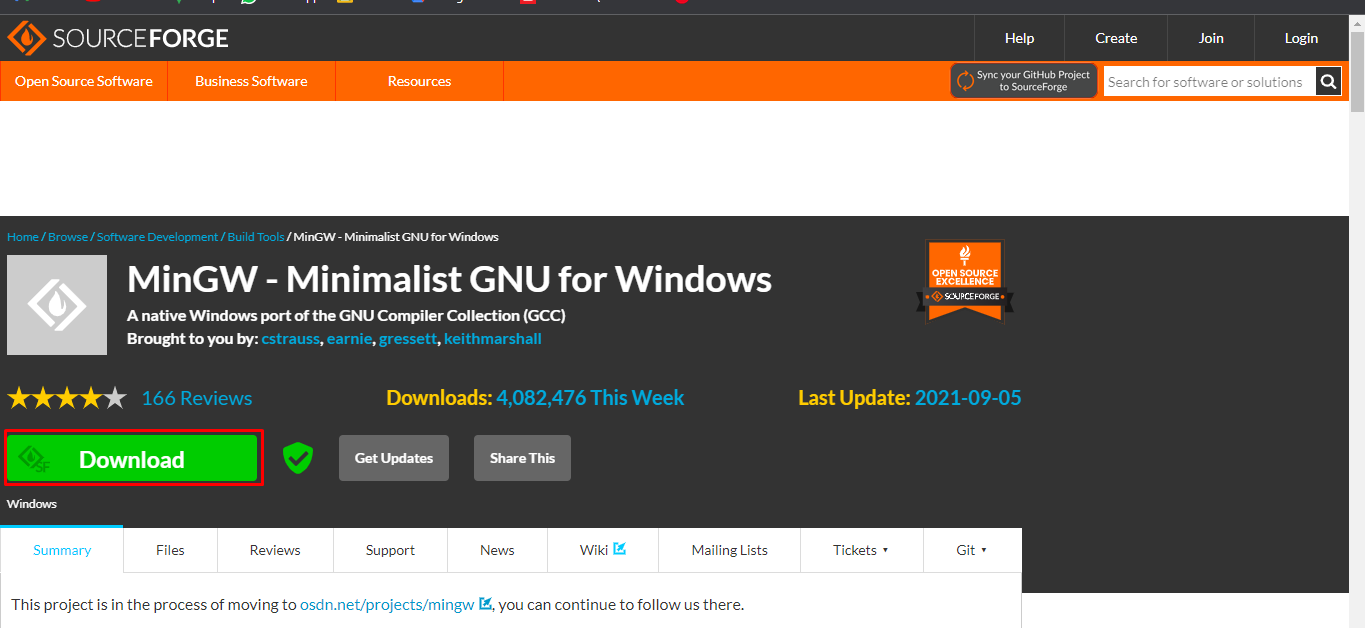 SOURCEFORGE
Help Create Join Login
Open Source Software Business Software Resources
Sync your GitHub Project
to SourceForge
Search for software or solutions
Home / Browse / Software Development / Build Tools / MinGW - Minimalist GNU for Windows
MinGW - Minimalist GNU for Windows
A native Windows port of the GNU Compiler Collection (GCC)
Brought to you by: cstrauss, earnie, gressett, keithmarshall
OPEN SOURCE
EXCELLENCE
SOURCEFORGE
166 Reviews
Downloads: 4,082,476 This Week
Last Update: 2021-09-05
SF
Download
Get Updates
Share This
Windows
Summary Files Reviews Support News Wiki Mailing Lists Tickets Git
This project is in the process of moving to osdn.net/projects/mingw, you can continue to follow us there.